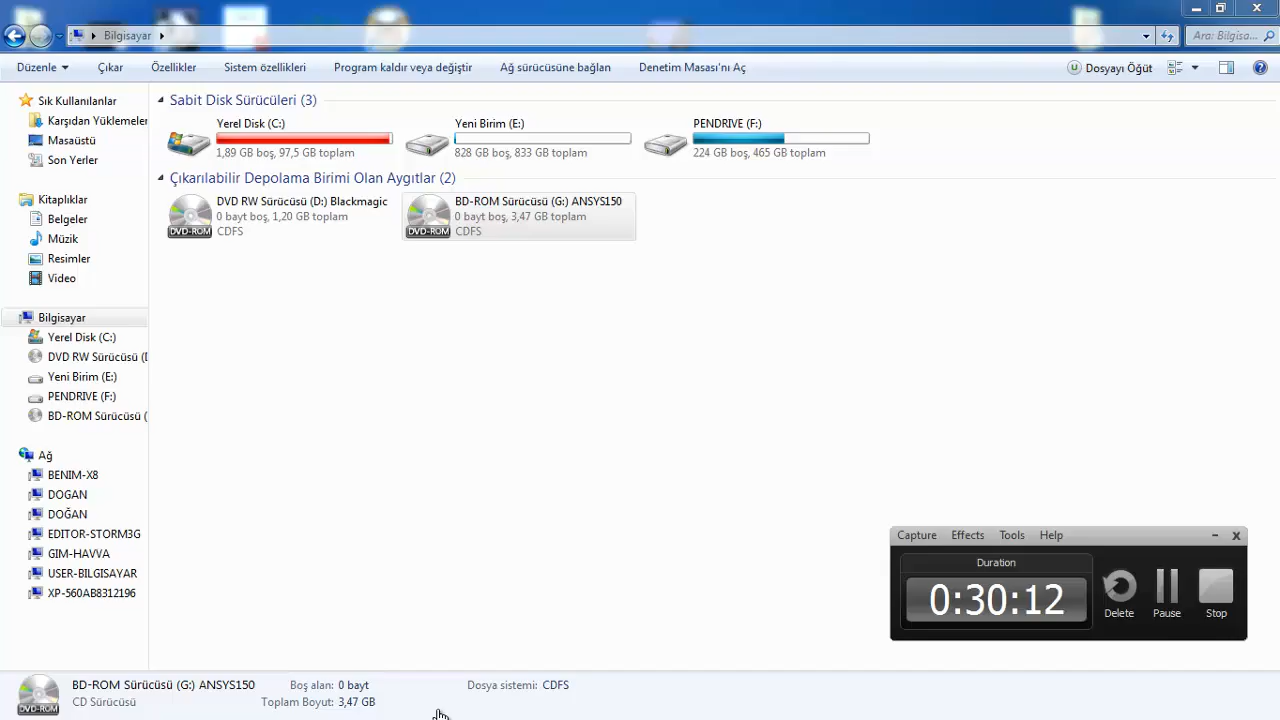 Bilgisayar
Ara: Bilgisa...
Düzenle
Çıkar
Özellikler
Sistem özellikleri
Program kaldır veya değiştir
Ağ sürücüsüne bağlan
Denetim Masası'nı Aç
Dosyayı Öğüt
Sık Kullanılanlar
Karşıdan Yüklemeler
Masaüstü
Son Yerler
Kitaplıklar
Belgeler
Müzik
Resimler
Video
Bilgisayar
Yerel Disk (C:)
DVD RW Sürücüsü (D
Yeni Birim (E:)
PENDRIVE (F:)
BD-ROM Sürücüsü (
Ağ
BENIM-X8
DOGAN
DOĞAN
EDITOR-STORM3G
GIM-HAVVA
USER-BILGISAYAR
XP-560AB8312196
Sabit Disk Sürücüleri (3)
Yerel Disk (C:)
1,89 GB boş, 97,5 GB toplam
Yeni Birim (E:)
828 GB boş, 833 GB toplam
PENDRIVE (F:)
224 GB boş, 465 GB toplam
Çıkarılabilir Depolama Birimi Olan Aygıtlar (2)
DVD RW Sürücüsü (D:) Blackmagic
0 bayt boş, 1,20 GB toplam
CDFS
DVD-ROM
BD-ROM Sürücüsü (G:) ANSYS150
0 bayt boş, 3,47 GB toplam
CDFS
DVD-ROM
Capture Effects Tools Help
Duration
0:30:12
Delete
Pause
Stop
DVD-ROM
BD-ROM Sürücüsü (G:) ANSYS150
CD Sürücüsü
Boş alan: 0 bayt
Toplam Boyut: 3,47 GB
Dosya sistemi: CDFS